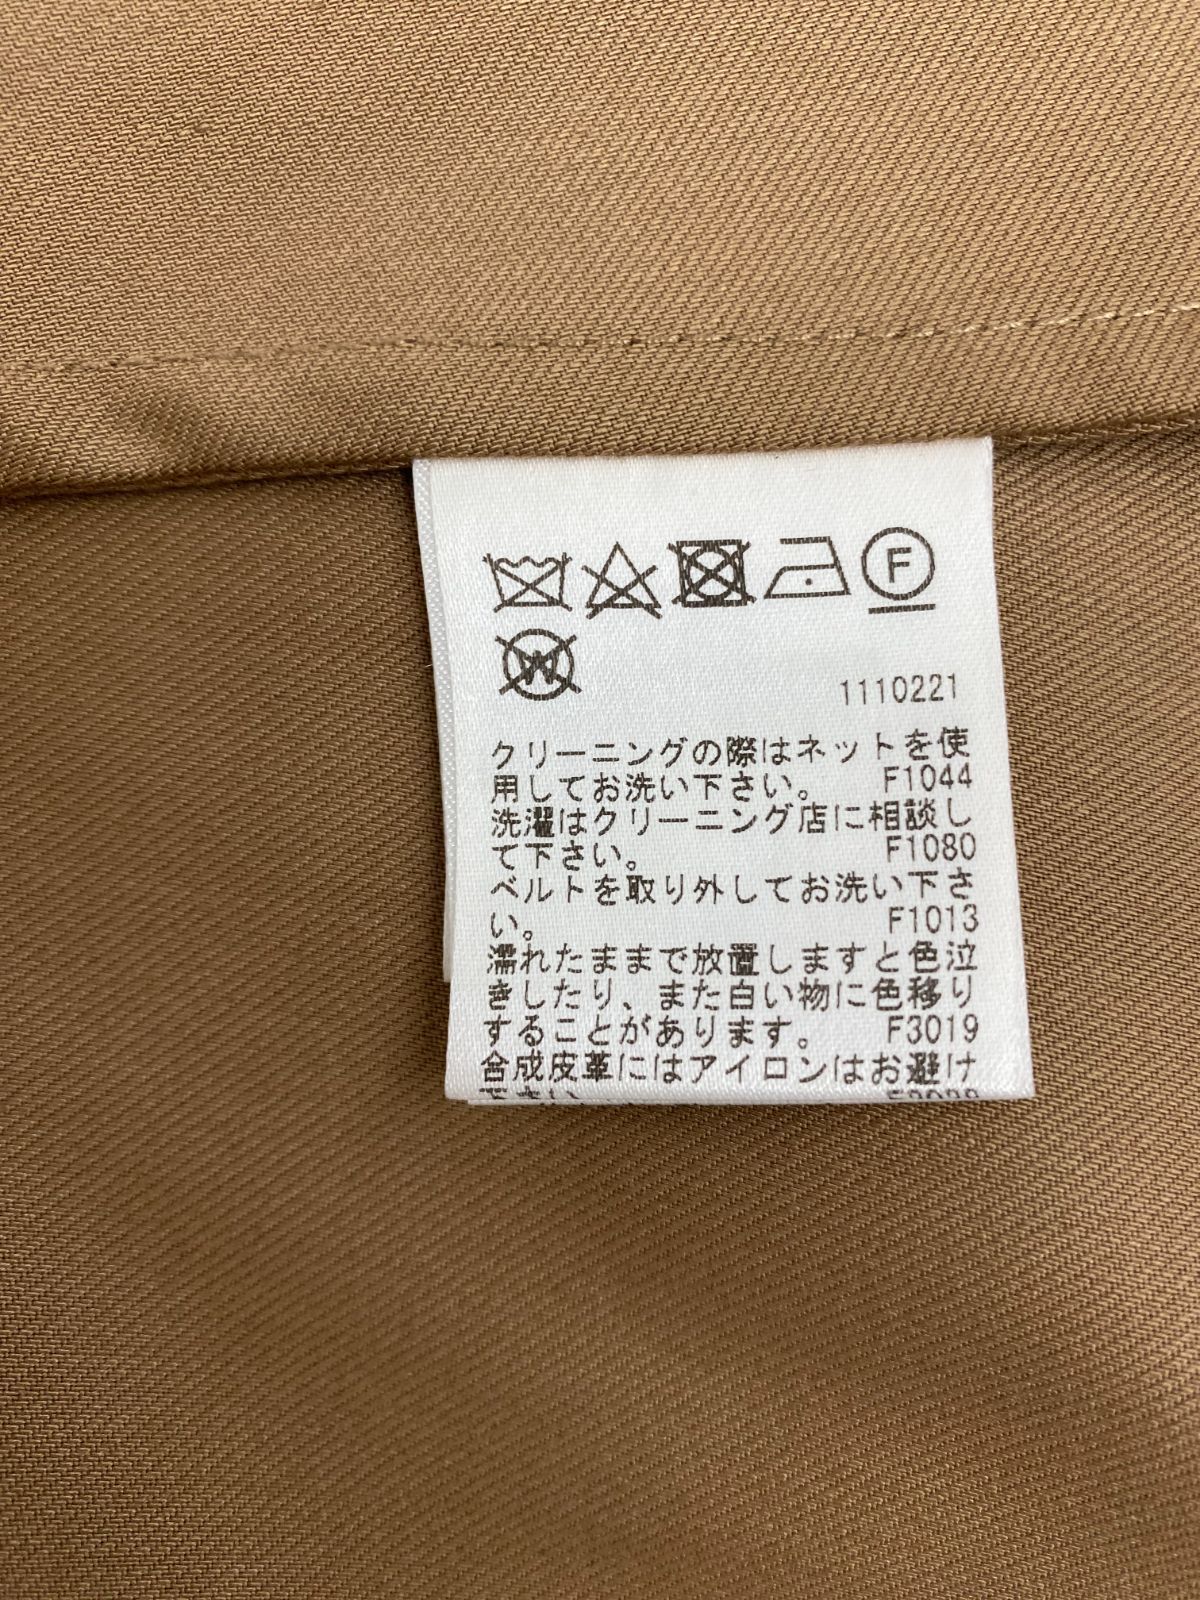 F
W
1110221
クリーニングの際はネットを使
用してお洗い下さい。 F1044
洗濯はクリーニング店に相談し
て下さい。 F1080
ベルトを取り外してお洗い下さ
い。 F1013
濡れたままで放置しますと色泣
きしたり、また白い物に色移り
することがあります。 F3019
合成皮革にはアイロンはお避け